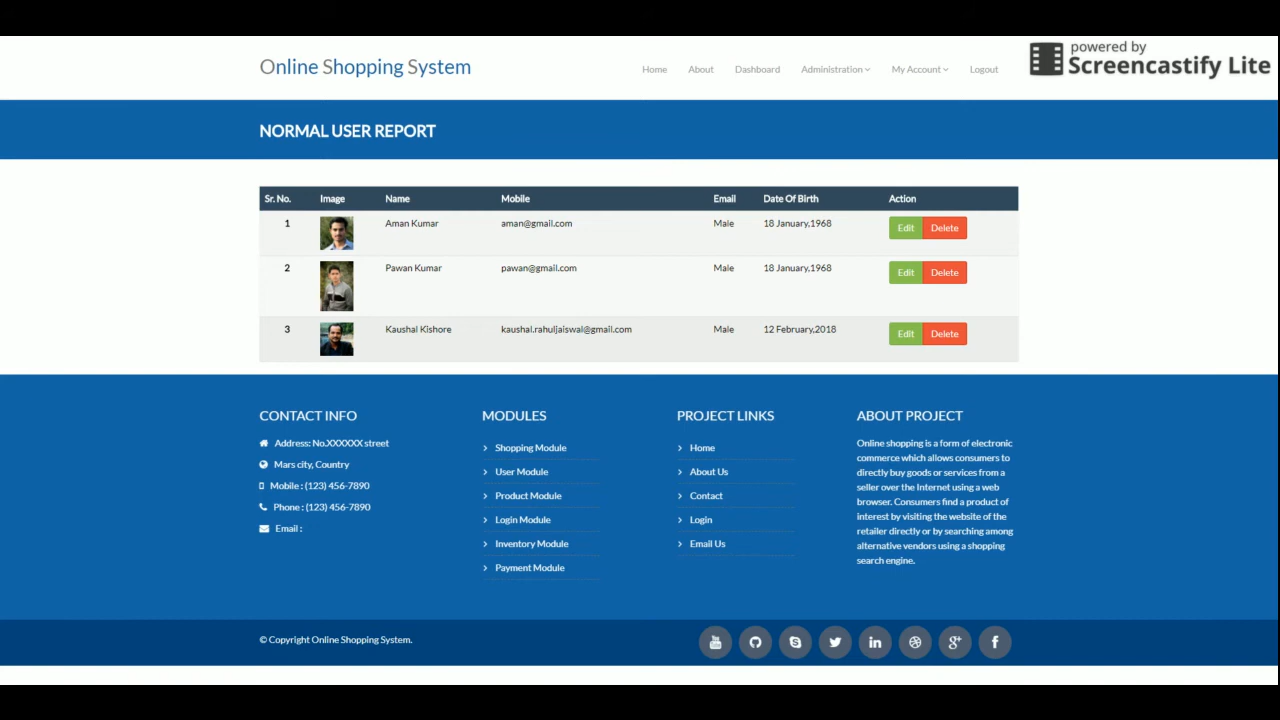 Online Shopping System
Home About Dashboard Administration My Account Logout
powered by
Screencastify Lite
NORMAL USER REPORT
Sr. No. Image Name Mobile Email Date Of Birth Action
1 Aman Kumar aman@gmail.com Male 18 January,1968 Edit Delete
2 Pawan Kumar pawan@gmail.com Male 18 January,1968 Edit Delete
3 Kaushal Kishore kaushal.rahuljaiswal@gmail.com Male 12 February,2018 Edit Delete
CONTACT INFO
Address: No.XXXXXX street
Mars city, Country
Mobile : (123) 456-7890
Phone : (123) 456-7890
Email :
MODULES
Shopping Module
User Module
Product Module
Login Module
Inventory Module
Payment Module
PROJECT LINKS
Home
About Us
Contact
Login
Email Us
ABOUT PROJECT
Online shopping is a form of electronic
commerce which allows consumers to
directly buy goods or services from a
seller over the Internet using a web
browser. Consumers find a product of
interest by visiting the website of the
retailer directly or by searching among
alternative vendors using a shopping
search engine.
© Copyright Online Shopping System.